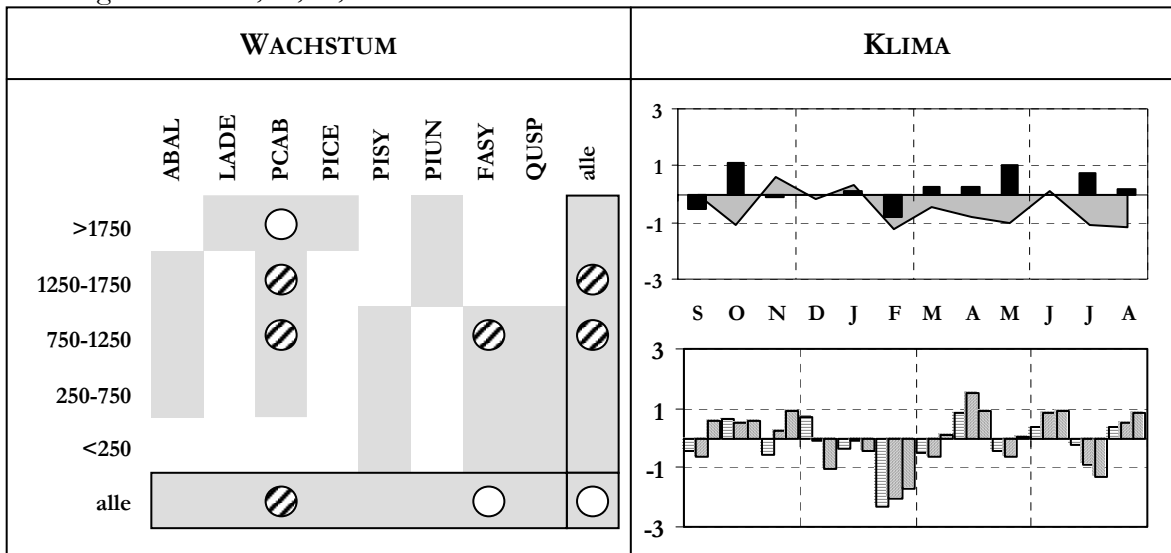 WACHSTUM
KLIMA
ABAL LADE PCAB PICE PISY PIUN FASY QUSP alle
>1750
1250-1750
750-1250
250-750
<250
alle
3
1
-1
-3
S O N D J F M A M J J A
3
1
-1
-3